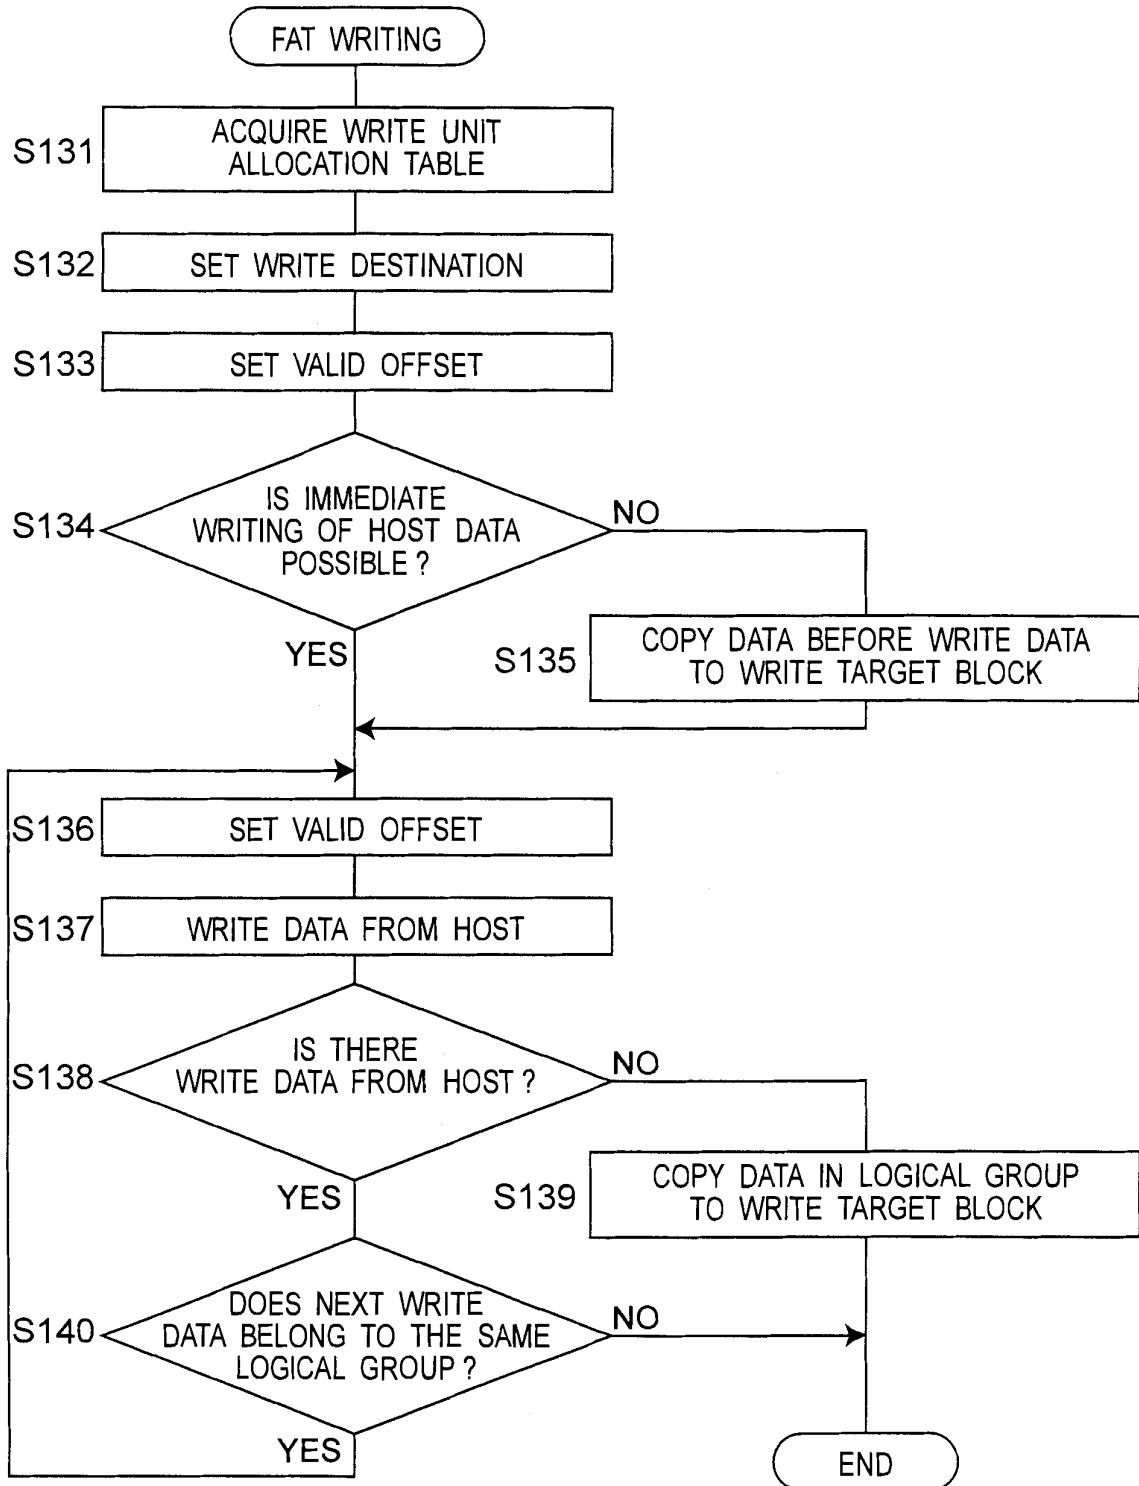 FAT WRITING
S131
ACQUIRE WRITE UNIT
ALLOCATION TABLE
S132
SET WRITE DESTINATION
S133
SET VALID OFFSET
S134
IS IMMEDIATE
WRITING OF HOST DATA
POSSIBLE ?
NO
YES
S135
COPY DATA BEFORE WRITE DATA
TO WRITE TARGET BLOCK
S136
SET VALID OFFSET
S137
WRITE DATA FROM HOST
S138
IS THERE
WRITE DATA FROM HOST ?
NO
YES
S139
COPY DATA IN LOGICAL GROUP
TO WRITE TARGET BLOCK
S140
DOES NEXT WRITE
DATA BELONG TO THE SAME
LOGICAL GROUP ?
NO
YES
END